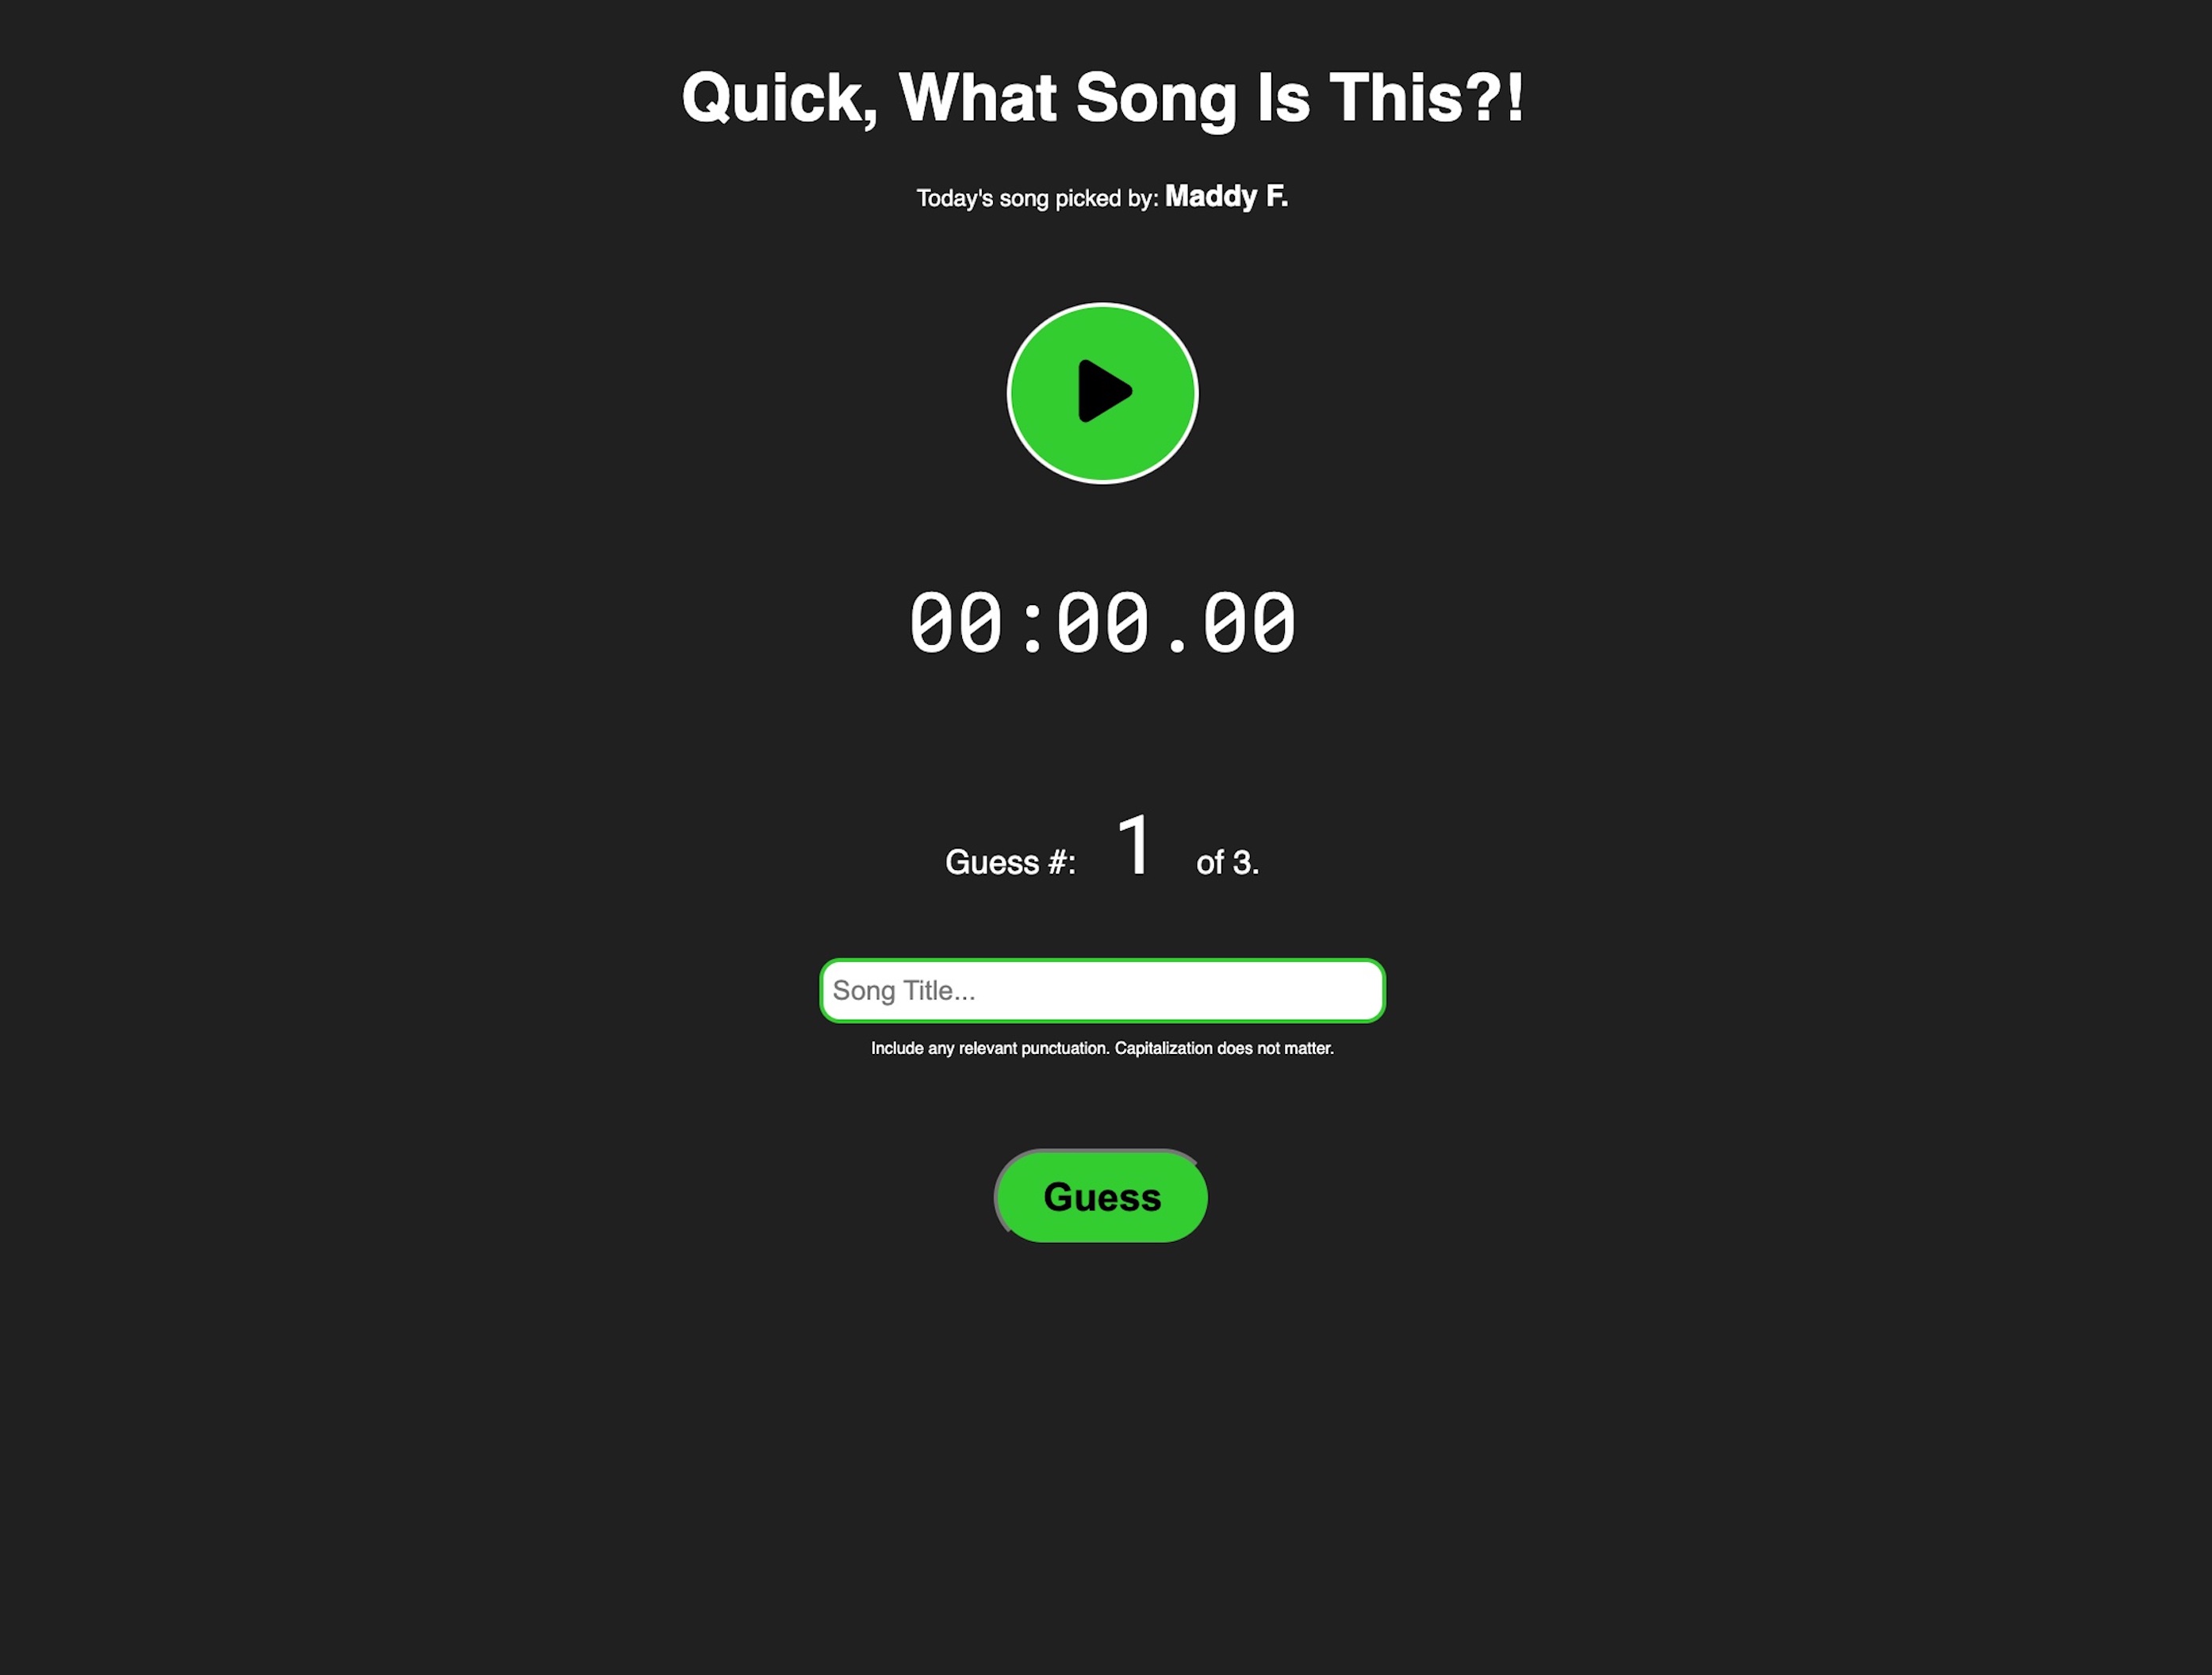 Quick, What Song Is This?!
Today's song picked by: Maddy F.
00:00.00
Guess #: 1 of 3.
Song Title...
Include any relevant punctuation. Capitalization does not matter.
Guess